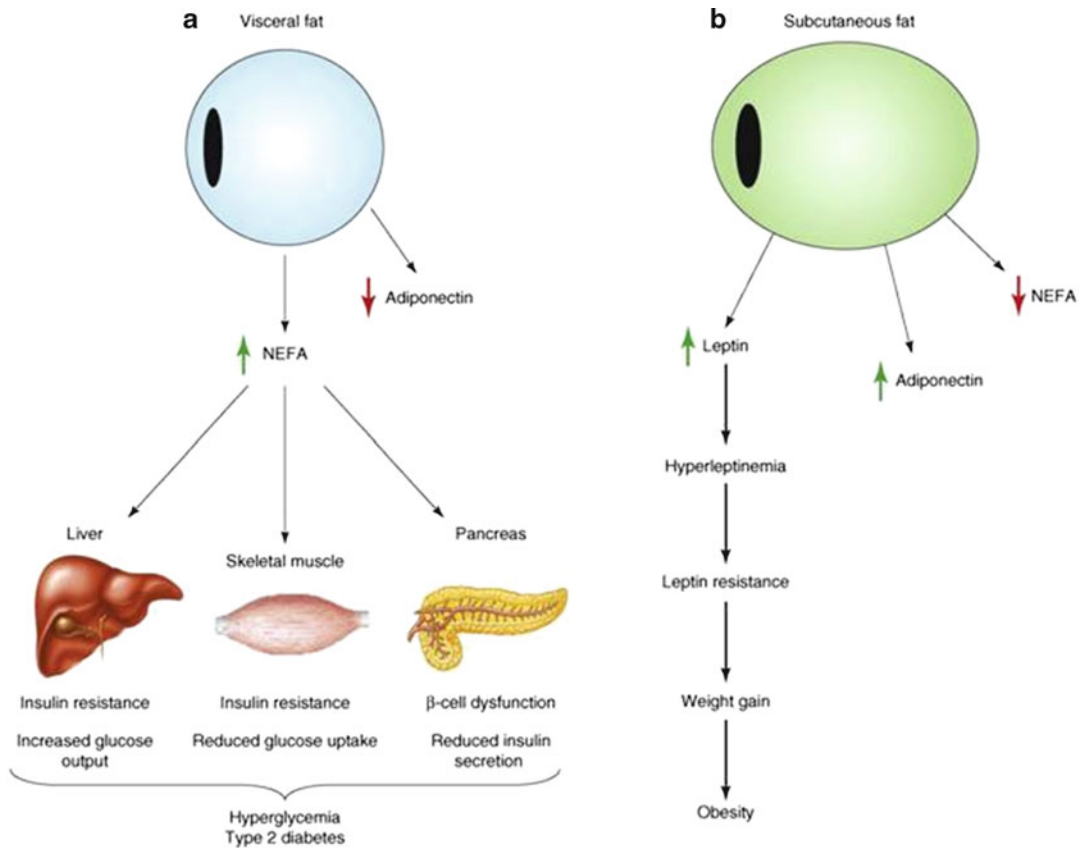 a
Visceral fat
Adiponectin
NEFA
Liver
Skeletal muscle
Pancreas
Insulin resistance
Increased glucose
output
Insulin resistance
Reduced glucose uptake
β-cell dysfunction
Reduced insulin
secretion
Hyperglycemia
Type 2 diabetes
b
Subcutaneous fat
NEFA
Leptin
Adiponectin
Hyperleptinemia
Leptin resistance
Weight gain
Obesity